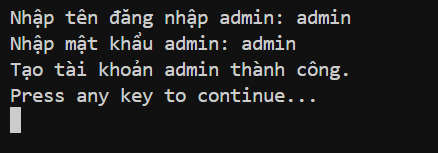 Nhập tên đăng nhập admin: admin
Nhập mật khẩu admin: admin
Tạo tài khoản admin thành công.
Press any key to continue...